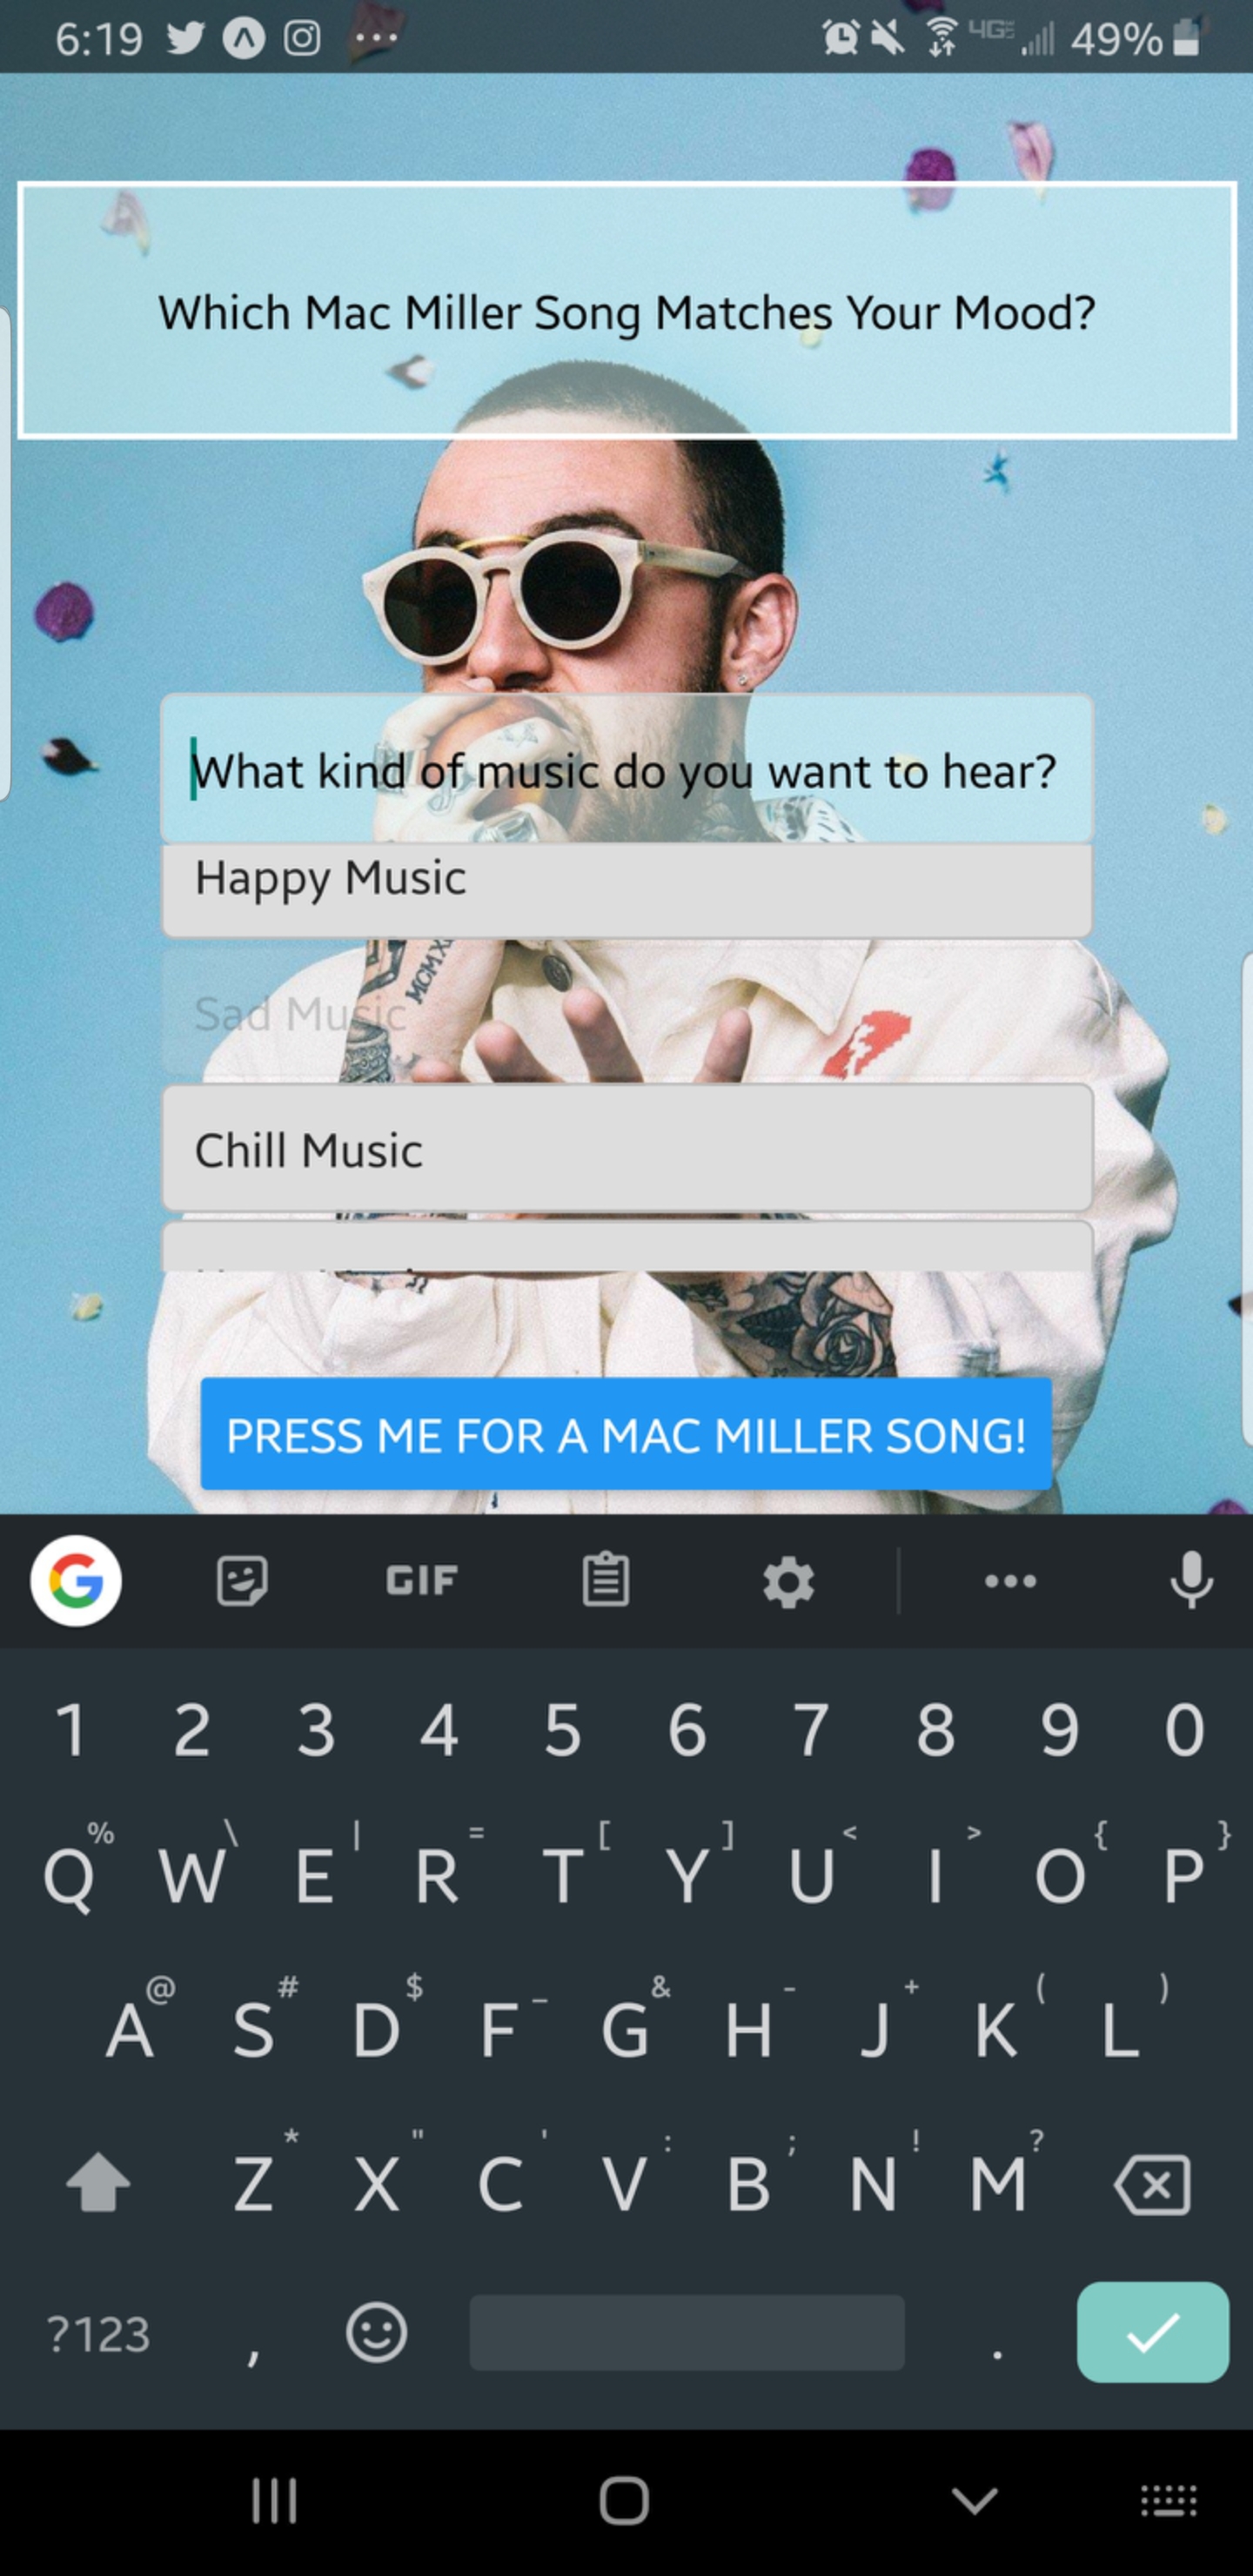 6:19 4G 49%
Which Mac Miller Song Matches Your Mood?
What kind of music do you want to hear?
Happy Music
MCMX
Sad Music
Chill Music
PRESS ME FOR A MAC MILLER SONG!
G GIF
1 2 3 4 5 6 7 8 9 0
% \ | = [ ] < > { }
Q W E R T Y U I O P
@ # $ _ & - + ( )
A S D F G H J K L
* " ' : ; ! ?
Z X C V B N M
?123 , .